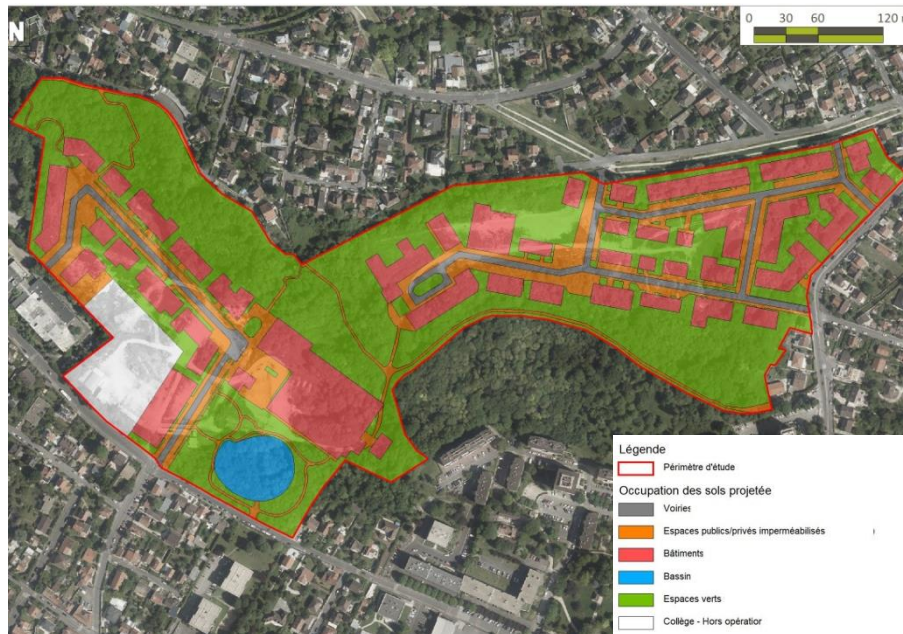 N
0 30 60 120 m
Légende
Périmètre d'étude
Occupation des sols projetée
Voiries
Espaces publics/privés imperméabilisés
Bâtiments
Bassin
Espaces verts
Collège - Hors opératior